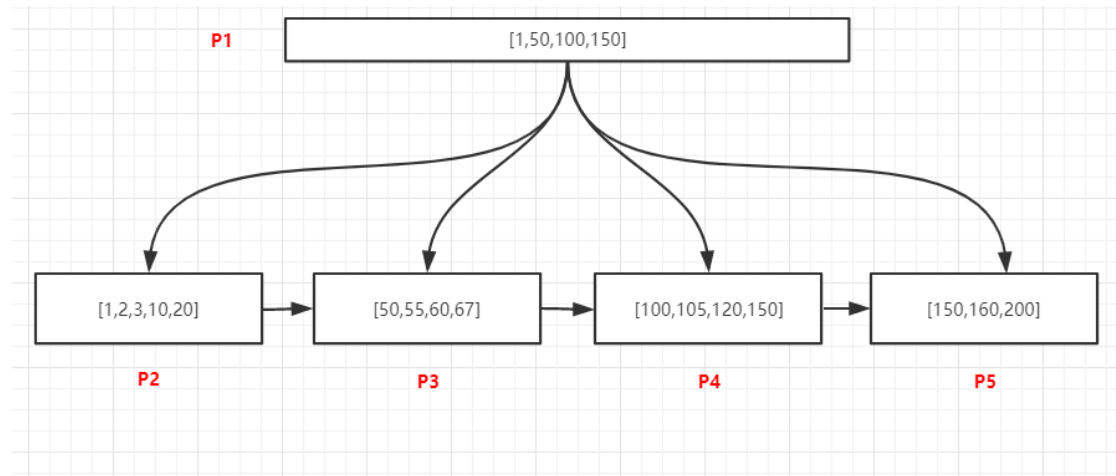 P1
[1,50,100,150]
[1,2,3,10,20]
[50,55,60,67]
[100,105,120,150]
[150,160,200]
P2
P3
P4
P5